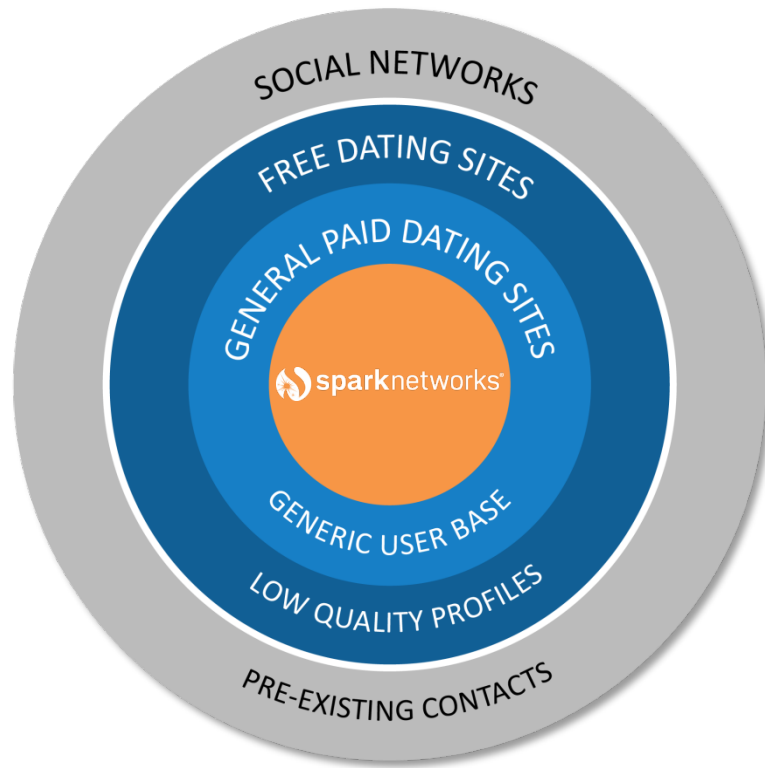 SOCIAL NETWORKS
FREE DATING SITES
GENERAL PAID DATING SITES
sparknetworks®
GENERIC USER BASE
LOW QUALITY PROFILES
PRE-EXISTING CONTACTS